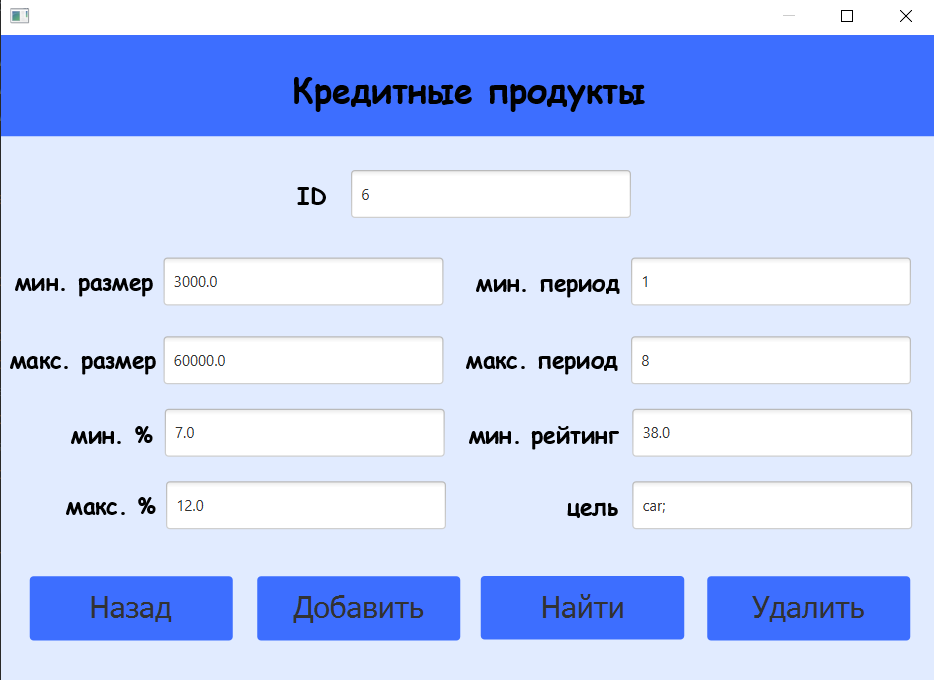 Кредитные продукты
ID 6
мин. размер 3000.0 мин. период 1
макс. размер 60000.0 макс. период 8
мин. % 7.0 мин. рейтинг 38.0
макс. % 12.0 цель car;
Назад Добавить Найти Удалить